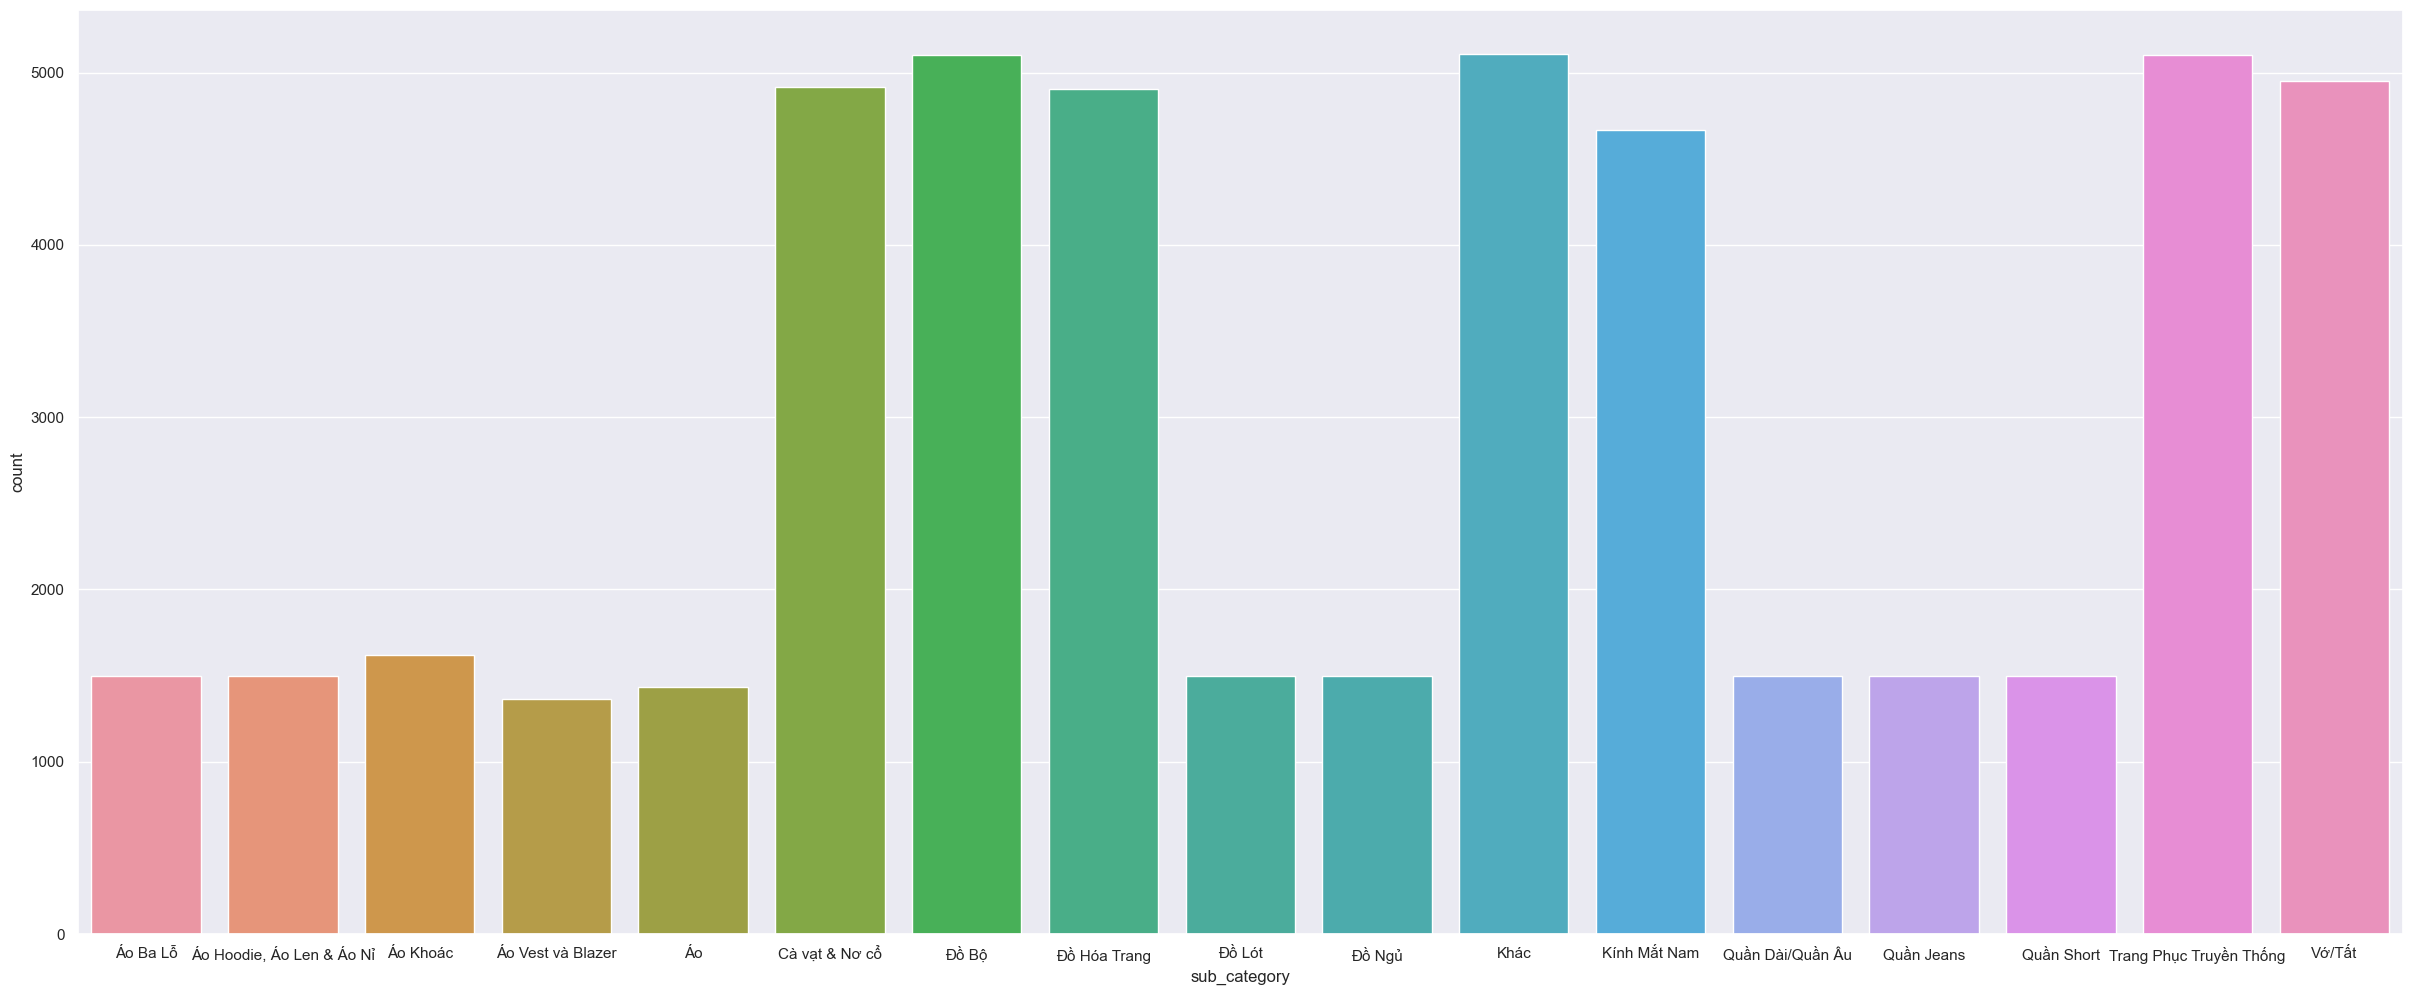 count
5000
4000
3000
2000
1000
0
Áo Ba Lỗ
Áo Hoodie, Áo Len & Áo Nỉ
Áo Khoác
Áo Vest và Blazer
Áo
Cà vạt & Nơ cổ
Đồ Bộ
Đồ Hóa Trang
Đồ Lót
Đồ Ngủ
Khác
Kính Mắt Nam
Quần Dài/Quần Âu
Quần Jeans
Quần Short
Trang Phục Truyền Thống
Vớ/Tất
sub_category